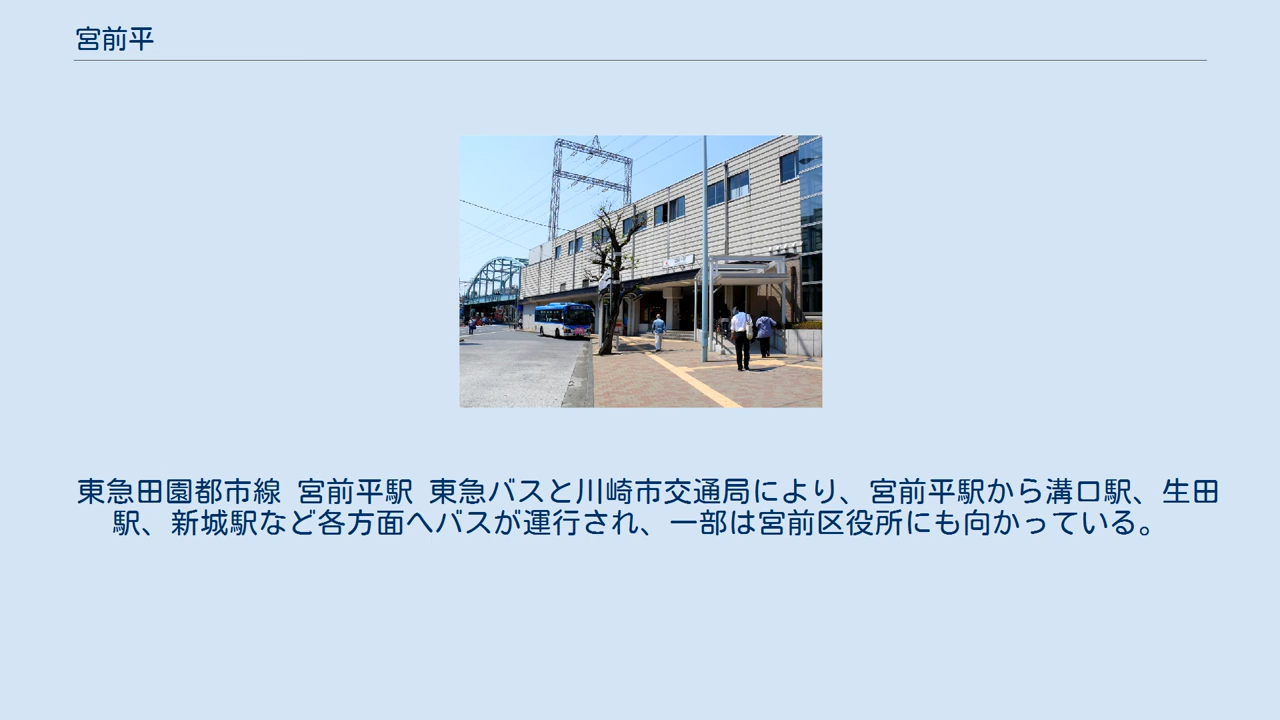 宮前平
東急田園都市線 宮前平駅 東急バスと川崎市交通局により、宮前平駅から溝口駅、生田
駅、新城駅など各方面へバスが運行され、一部は宮前区役所にも向かっている。